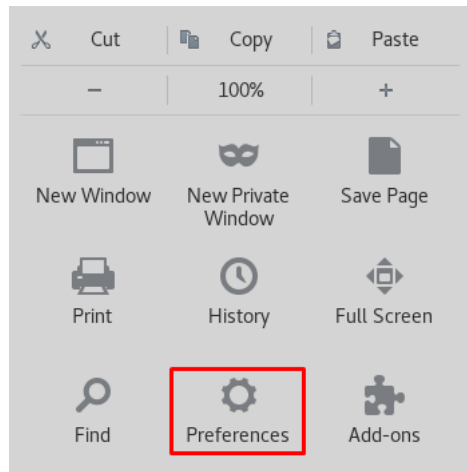 Cut Copy Paste
− 100% +
New Window New Private Window Save Page
Print History Full Screen
Find Preferences Add-ons